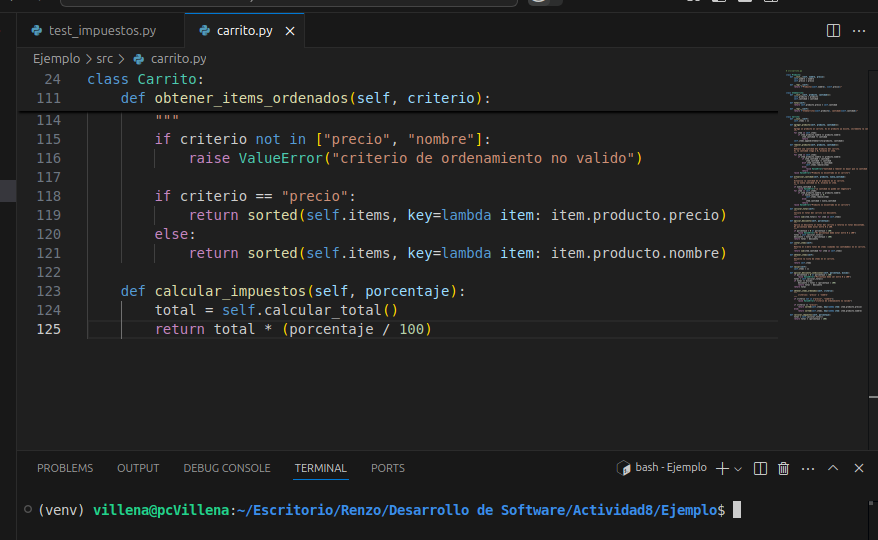 test_impuestos.py carrito.py
Ejemplo > src > carrito.py
24 class Carrito:
111 def obtener_items_ordenados(self, criterio):
114 """
115 if criterio not in ["precio", "nombre"]:
116 raise ValueError("criterio de ordenamiento no valido")
117
118 if criterio == "precio":
119 return sorted(self.items, key=lambda item: item.producto.precio)
120 else:
121 return sorted(self.items, key=lambda item: item.producto.nombre)
122
123 def calcular_impuestos(self, porcentaje):
124 total = self.calcular_total()
125 return total * (porcentaje / 100)
PROBLEMS OUTPUT DEBUG CONSOLE TERMINAL PORTS bash - Ejemplo
(venv) villena@pcVillena:~/Escritorio/Renzo/Desarrollo de Software/Actividad8/Ejemplo$